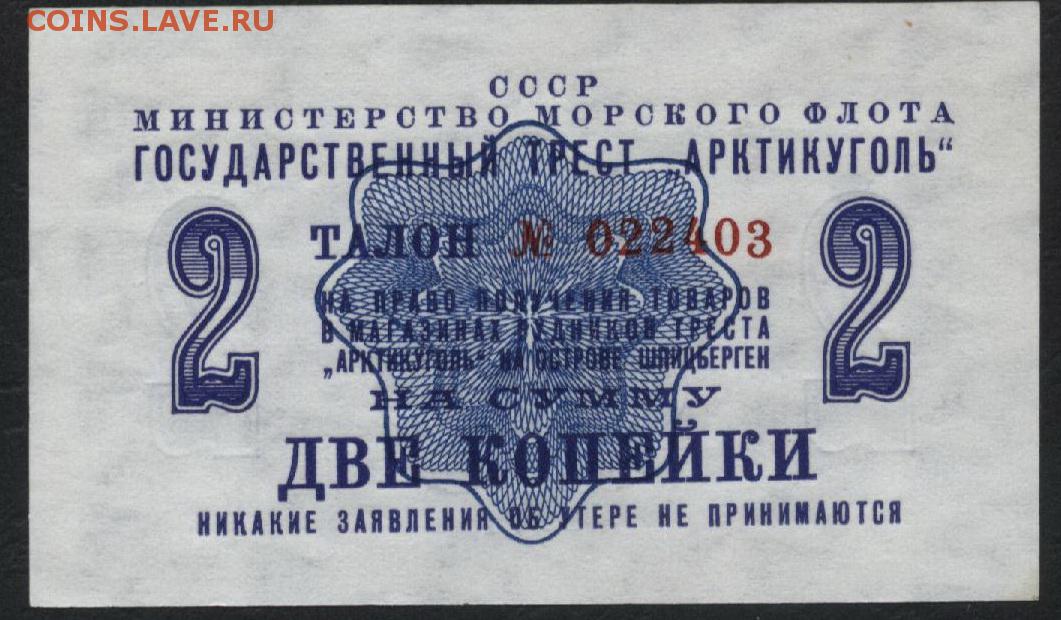 COINS.LAVE.RU
СССР
МИНИСТЕРСТВО МОРСКОГО ФЛОТА
ГОСУДАРСТВЕННЫЙ ТРЕСТ „АРКТИКУГОЛЬ“
2 ТАЛОН № 022403 2
НА ПРАВО ПОЛУЧЕНИЯ ТОВАРОВ
В МАГАЗИНАХ РУДНИКОВ ТРЕСТА
„АРКТИКУГОЛЬ“ НА ОСТРОВЕ ШПИЦБЕРГЕН
НА СУММУ
ДВЕ КОПЕЙКИ
НИКАКИЕ ЗАЯВЛЕНИЯ ОБ УТЕРЕ НЕ ПРИНИМАЮТСЯ